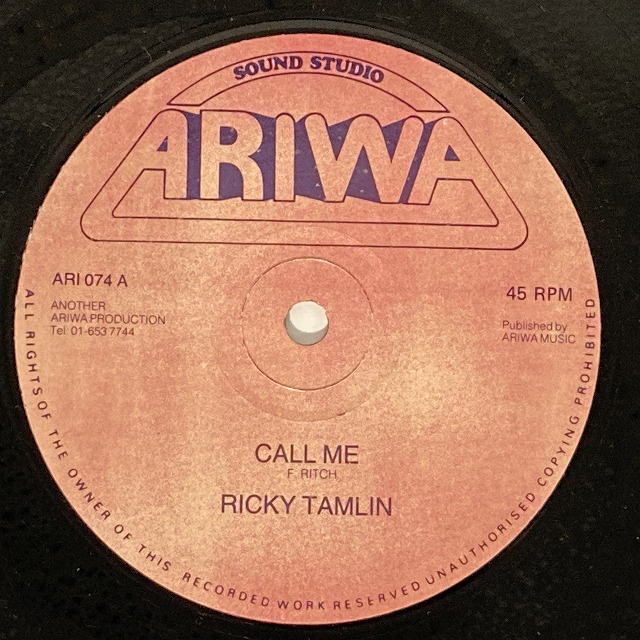 SOUND STUDIO
ARIWA
ARI 074 A
ANOTHER
ARIWA PRODUCTION
Tel 01-653 7744
45 RPM
Published by
ARIWA MUSIC
CALL ME
F. RITCH
RICKY TAMLIN
ALL RIGHTS OF THE OWNER OF THIS RECORDED WORK RESERVED UNAUTHORISED COPYING PROHIBITED